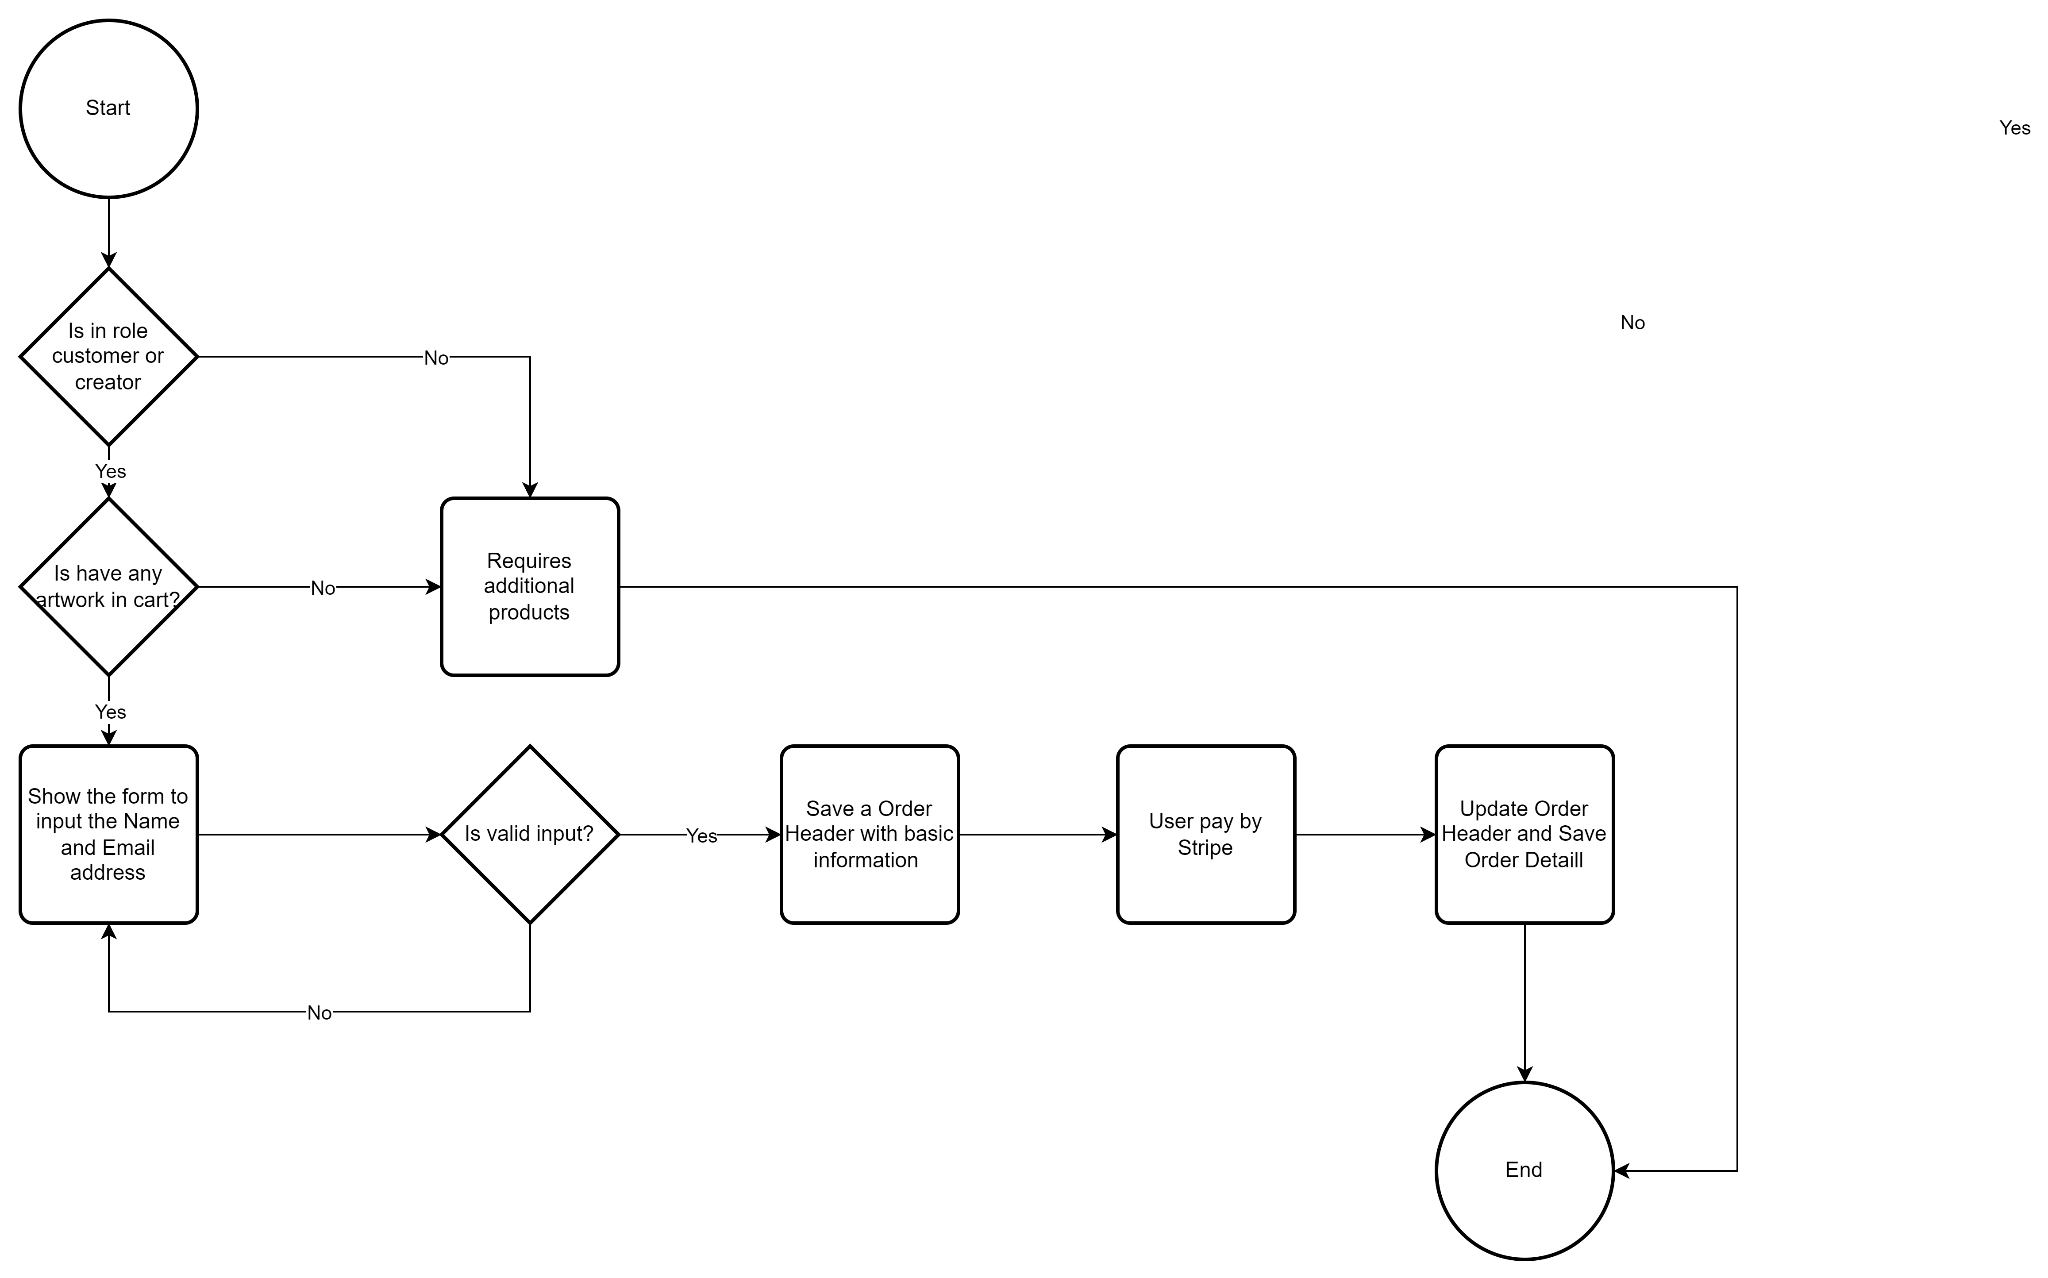 Start
Yes
No
Is in role
customer or
creator
No
Yes
Is have any
artwork in cart?
No
Requires
additional
products
Yes
Show the form to
input the Name
and Email
address
Is valid input?
Yes
Save a Order
Header with basic
information
User pay by
Stripe
Update Order
Header and Save
Order Detaill
No
End